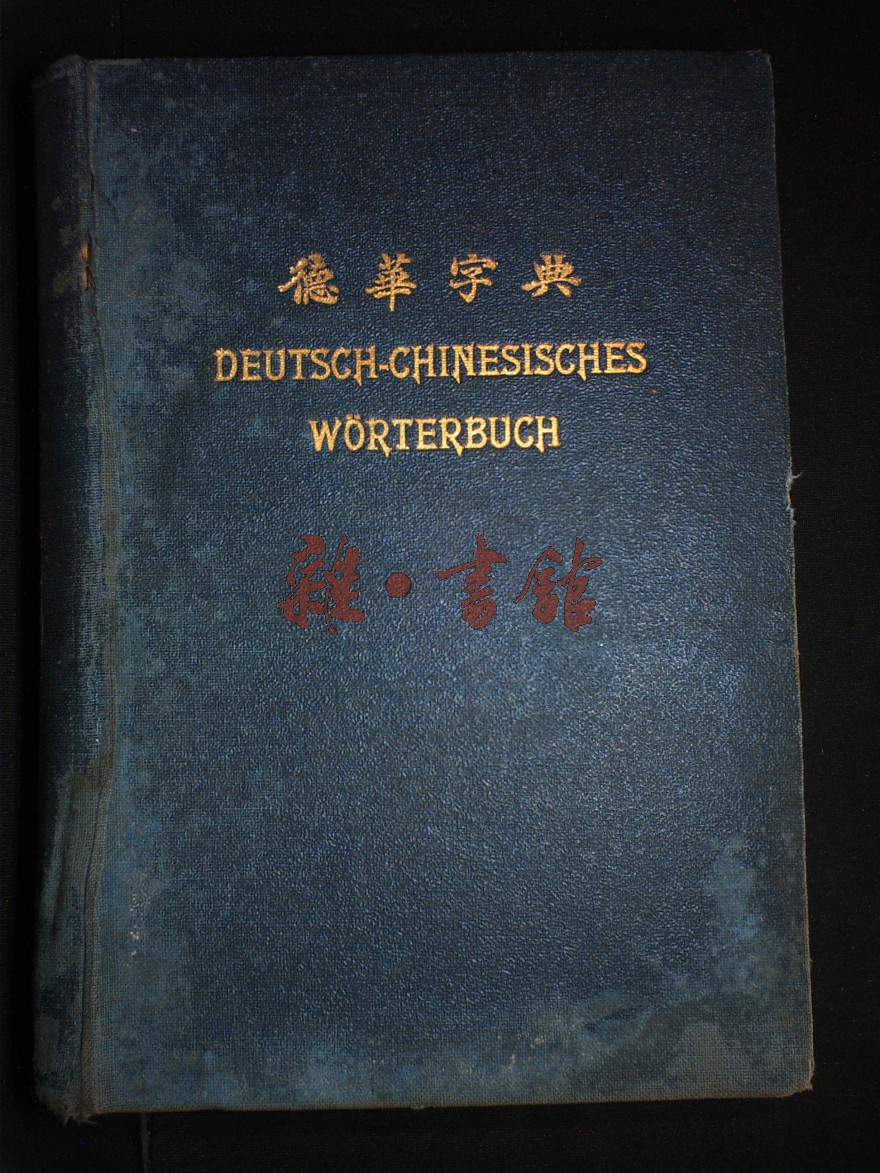 德華字典
DEUTSCH-CHINESISCHES
WÖRTERBUCH
雜·書館